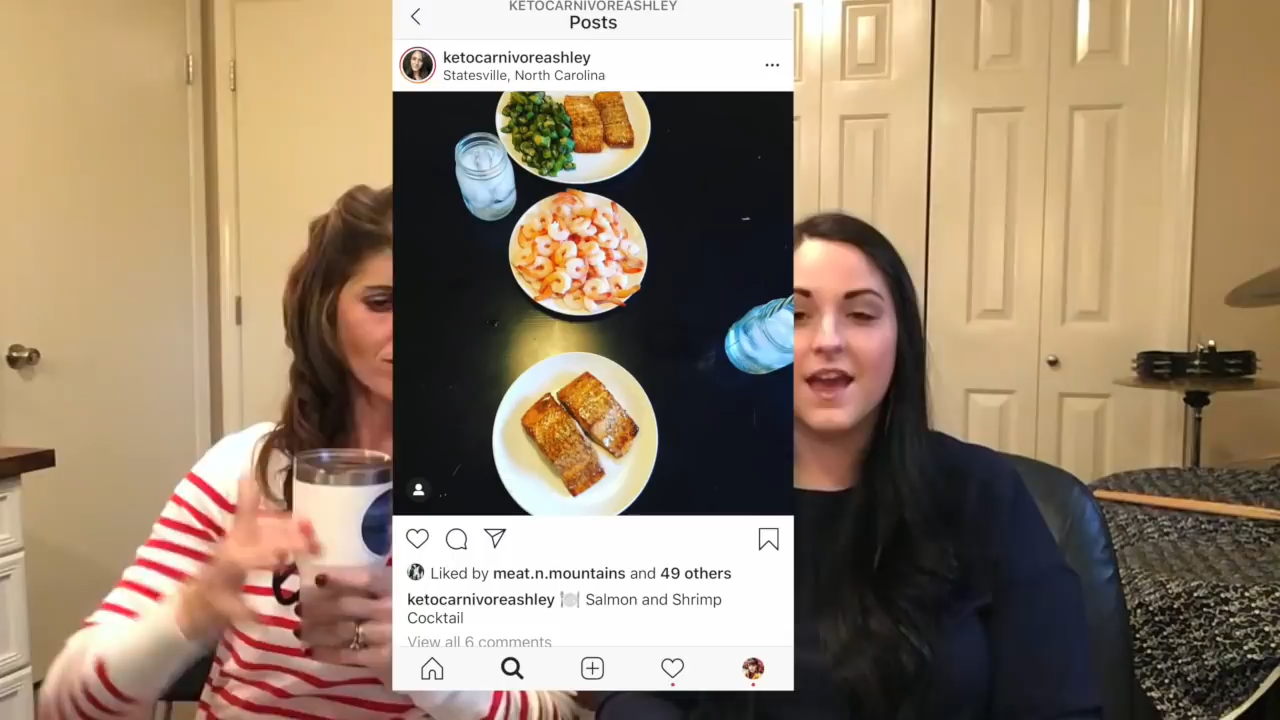 KETOCARNIVOREASHLEY
Posts
ketocarnivoreashley
Statesville, North Carolina
Liked by meat.n.mountains and 49 others
ketocarnivoreashley 🍽 Salmon and Shrimp
Cocktail
View all 6 comments